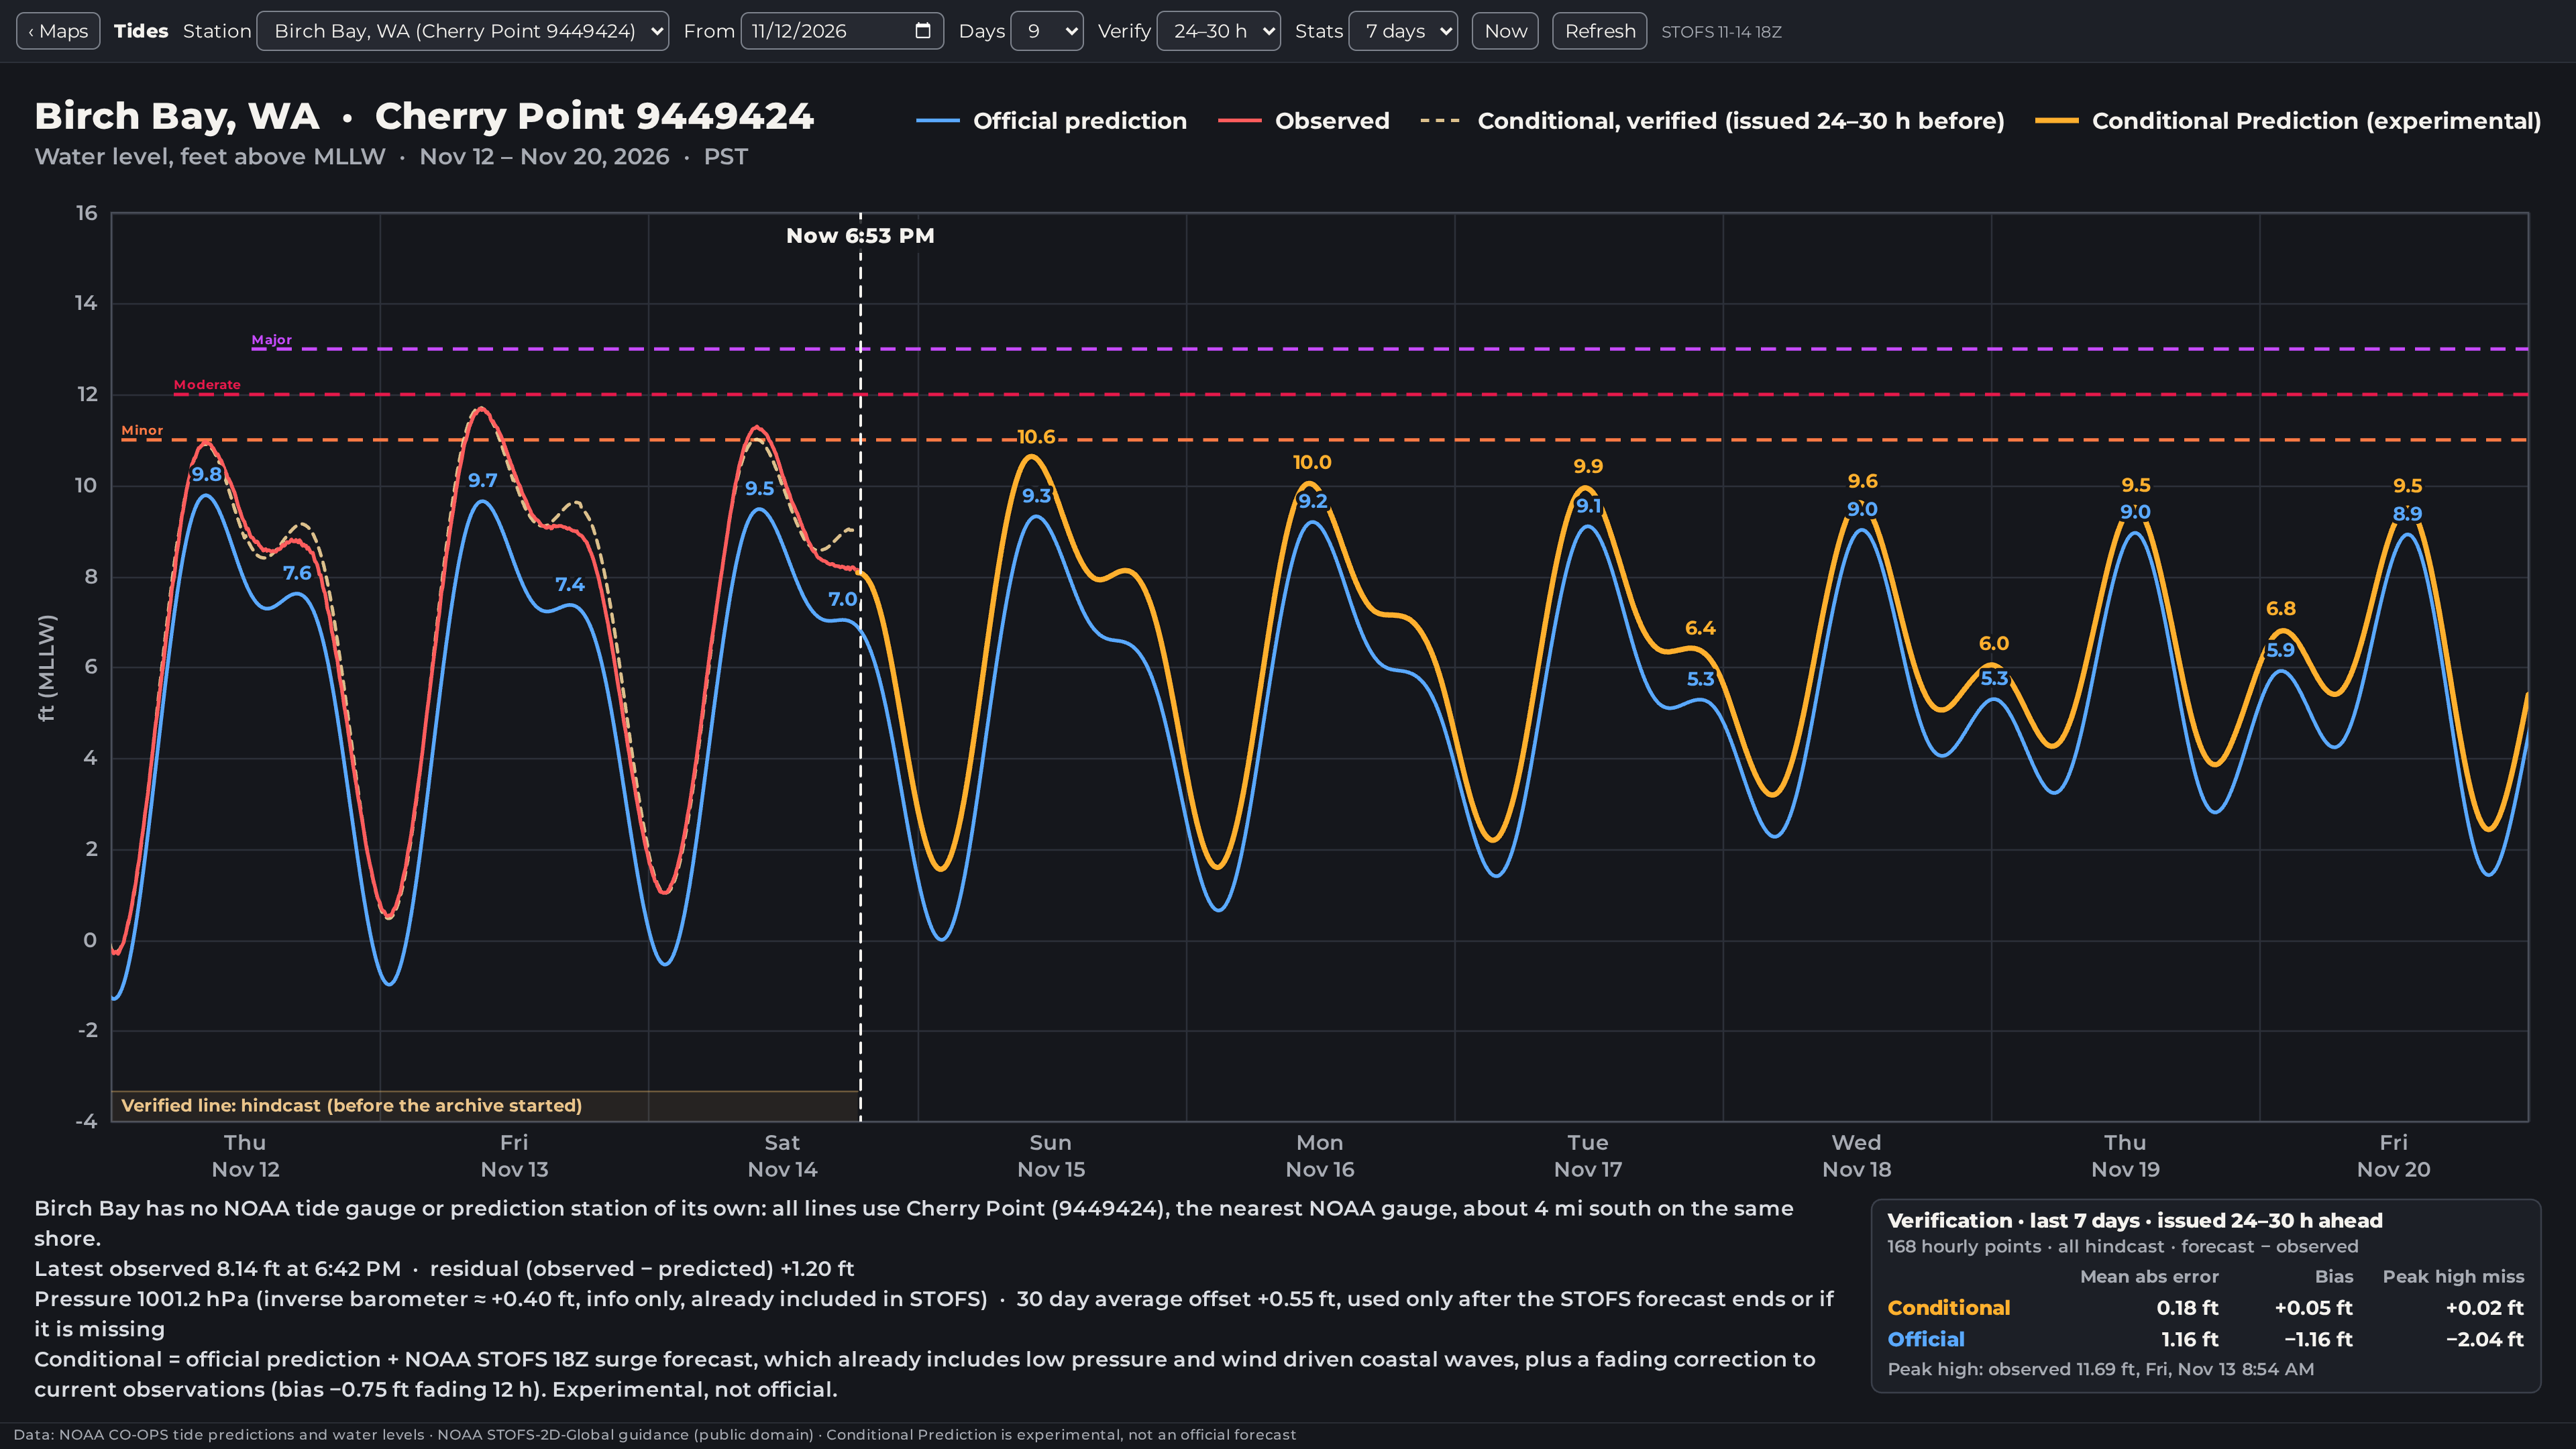 ‹ Maps Tides Station Birch Bay, WA (Cherry Point 9449424) From 11/12/2026 Days 9 Verify 24–30 h Stats 7 days Now Refresh STOFS 11-14 18Z
Birch Bay, WA · Cherry Point 9449424
Water level, feet above MLLW · Nov 12 – Nov 20, 2026 · PST
Official prediction Observed Conditional, verified (issued 24–30 h before) Conditional Prediction (experimental)
16
14
12
10
8
6
4
2
0
-2
-4
ft (MLLW)
Now 6:53 PM
Major
Moderate
Minor
9.8
7.6
9.7
7.4
9.5
7.0
10.6
9.3
10.0
9.2
9.9
9.1
6.4
5.3
9.6
9.0
6.0
5.3
9.5
9.0
6.8
5.9
9.5
8.9
Verified line: hindcast (before the archive started)
Thu Fri Sat Sun Mon Tue Wed Thu Fri
Nov 12 Nov 13 Nov 14 Nov 15 Nov 16 Nov 17 Nov 18 Nov 19 Nov 20
Birch Bay has no NOAA tide gauge or prediction station of its own: all lines use Cherry Point (9449424), the nearest NOAA gauge, about 4 mi south on the same
shore.
Latest observed 8.14 ft at 6:42 PM · residual (observed − predicted) +1.20 ft
Pressure 1001.2 hPa (inverse barometer ≈ +0.40 ft, info only, already included in STOFS) · 30 day average offset +0.55 ft, used only after the STOFS forecast ends or if
it is missing
Conditional = official prediction + NOAA STOFS 18Z surge forecast, which already includes low pressure and wind driven coastal waves, plus a fading correction to
current observations (bias −0.75 ft fading 12 h). Experimental, not official.
Verification · last 7 days · issued 24–30 h ahead
168 hourly points · all hindcast · forecast − observed
Mean abs error Bias Peak high miss
Conditional 0.18 ft +0.05 ft +0.02 ft
Official 1.16 ft −1.16 ft −2.04 ft
Peak high: observed 11.69 ft, Fri, Nov 13 8:54 AM
Data: NOAA CO-OPS tide predictions and water levels · NOAA STOFS-2D-Global guidance (public domain) · Conditional Prediction is experimental, not an official forecast